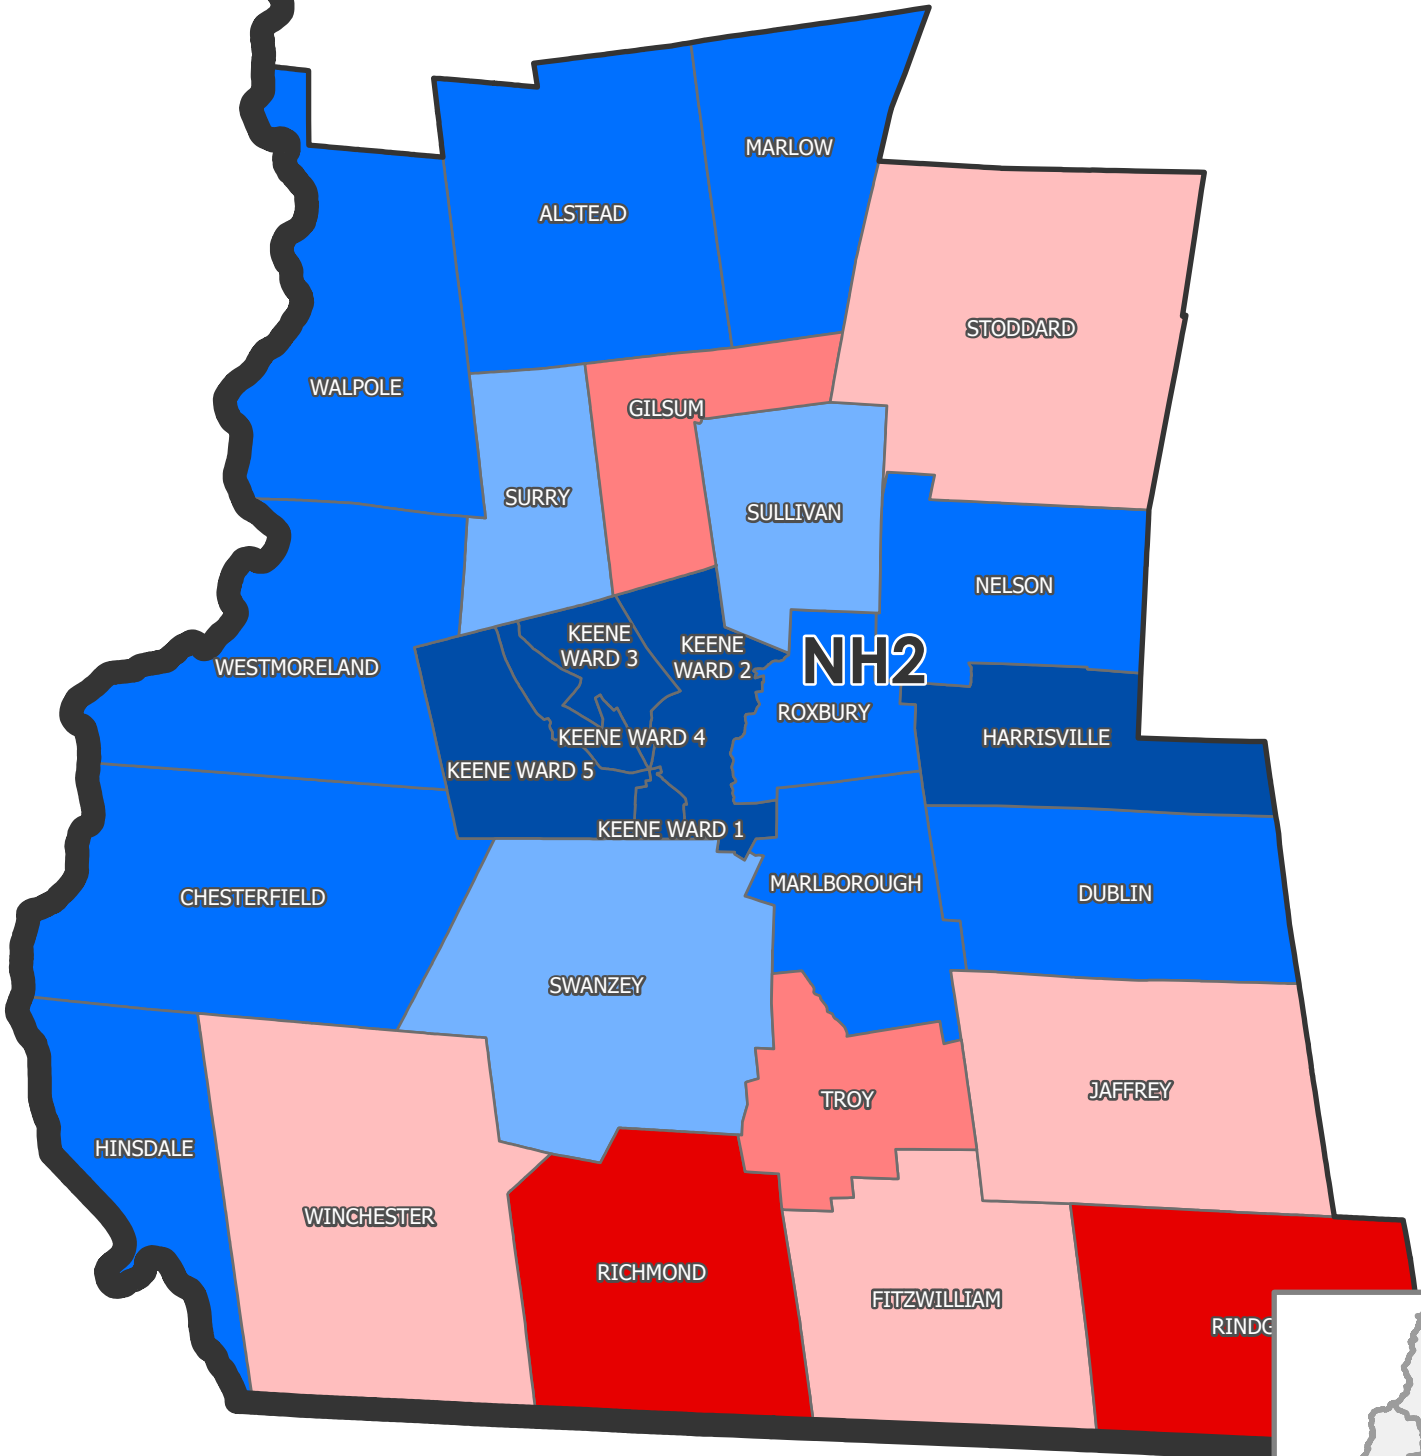 MARLOW
ALSTEAD
STODDARD
WALPOLE
GILSUM
SURRY
SULLIVAN
NELSON
KEENE
WARD 3
KEENE
WARD 2
NH2
WESTMORELAND
ROXBURY
KEENE WARD 4
HARRISVILLE
KEENE WARD 5
KEENE WARD 1
MARLBOROUGH
DUBLIN
CHESTERFIELD
SWANZEY
JAFFREY
TROY
HINSDALE
WINCHESTER
RICHMOND
FITZWILLIAM
RINDG